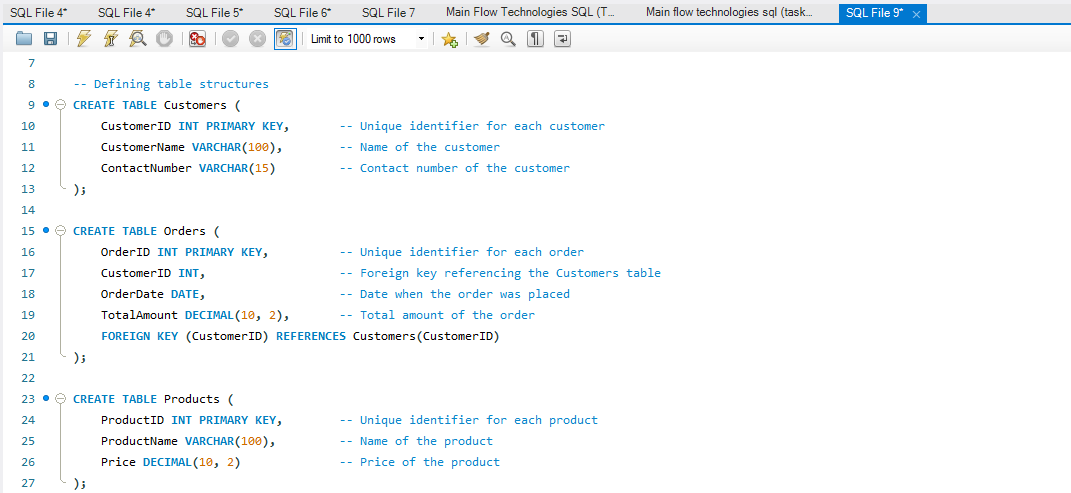 SQL File 4* SQL File 4* SQL File 5* SQL File 6* SQL File 7 Main Flow Technologies SQL (T... Main flow technologies sql (task... SQL File 9*
Limit to 1000 rows
7
8 -- Defining table structures
9 CREATE TABLE Customers (
10 CustomerID INT PRIMARY KEY, -- Unique identifier for each customer
11 CustomerName VARCHAR(100), -- Name of the customer
12 ContactNumber VARCHAR(15) -- Contact number of the customer
13 );
14
15 CREATE TABLE Orders (
16 OrderID INT PRIMARY KEY, -- Unique identifier for each order
17 CustomerID INT, -- Foreign key referencing the Customers table
18 OrderDate DATE, -- Date when the order was placed
19 TotalAmount DECIMAL(10, 2), -- Total amount of the order
20 FOREIGN KEY (CustomerID) REFERENCES Customers(CustomerID)
21 );
22
23 CREATE TABLE Products (
24 ProductID INT PRIMARY KEY, -- Unique identifier for each product
25 ProductName VARCHAR(100), -- Name of the product
26 Price DECIMAL(10, 2) -- Price of the product
27 );